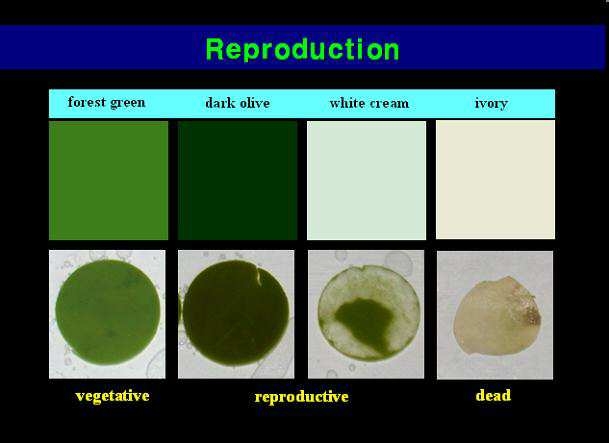 Reproduction
forest green dark olive white cream ivory
vegetative reproductive dead